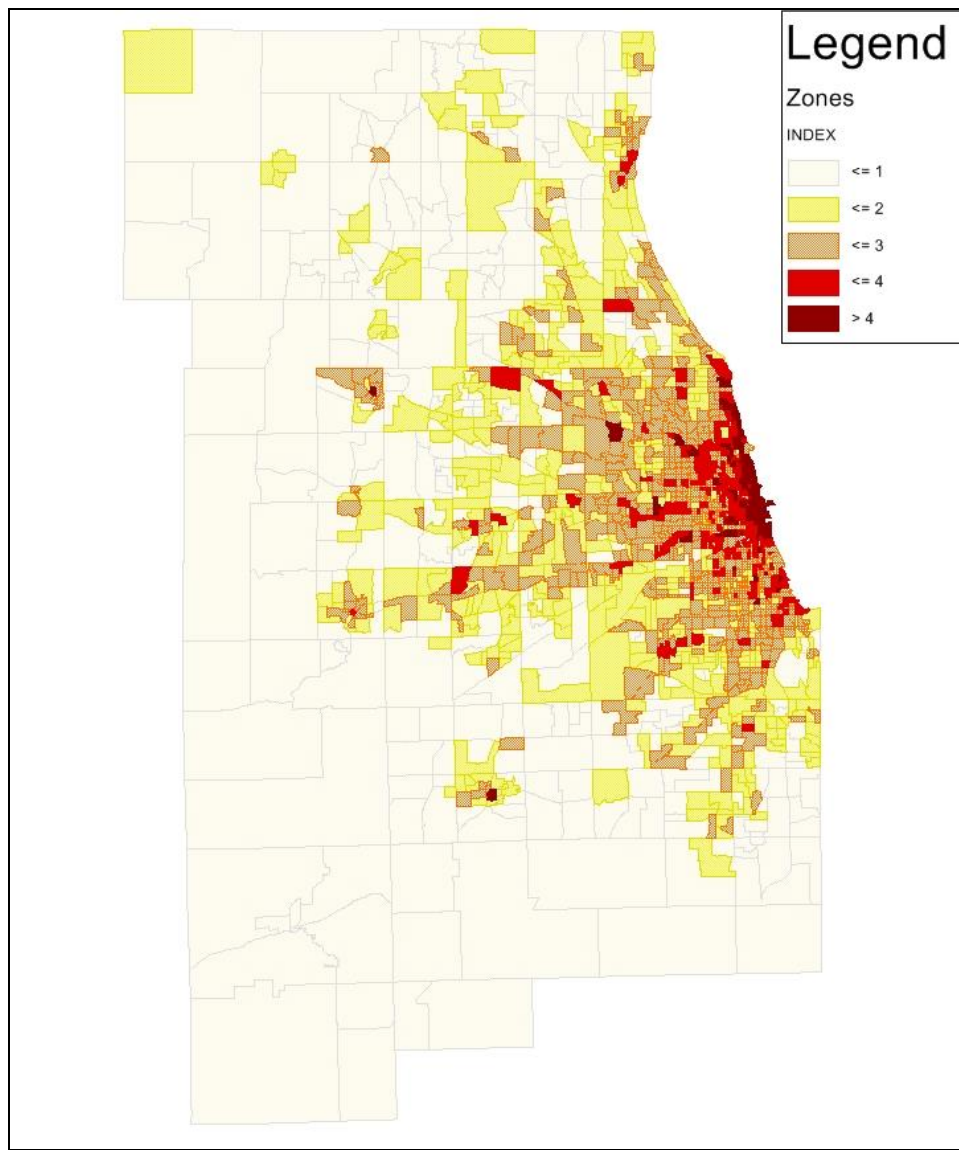 Legend
Zones
INDEX
<= 1
<= 2
<= 3
<= 4
> 4